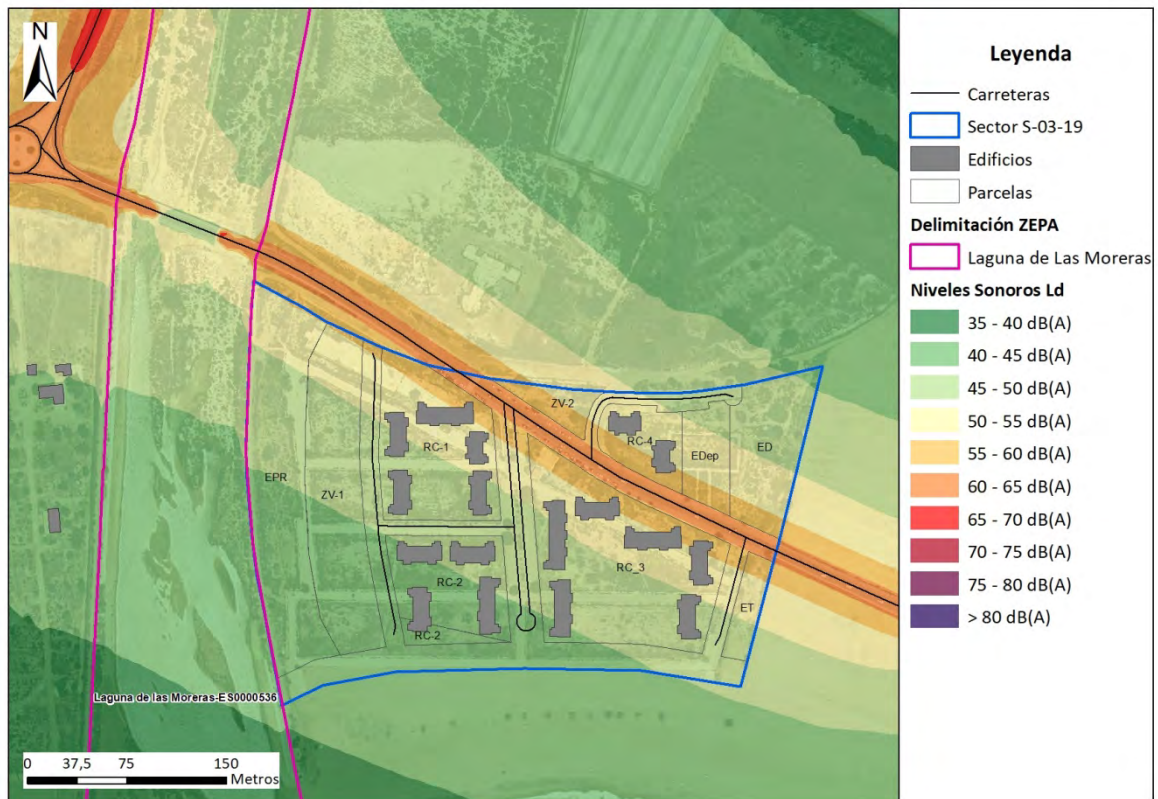 N
ZV-2
RC-4
RC-1
EDep
ED
EPR
ZV-1
RC_3
RC-2
ET
RC-2
Laguna de las Moreras-ES0000536
0 37,5 75 150
Metros
Leyenda
Carreteras
Sector S-03-19
Edificios
Parcelas
Delimitación ZEPA
Laguna de Las Moreras
Niveles Sonoros Ld
35 - 40 dB(A)
40 - 45 dB(A)
45 - 50 dB(A)
50 - 55 dB(A)
55 - 60 dB(A)
60 - 65 dB(A)
65 - 70 dB(A)
70 - 75 dB(A)
75 - 80 dB(A)
> 80 dB(A)